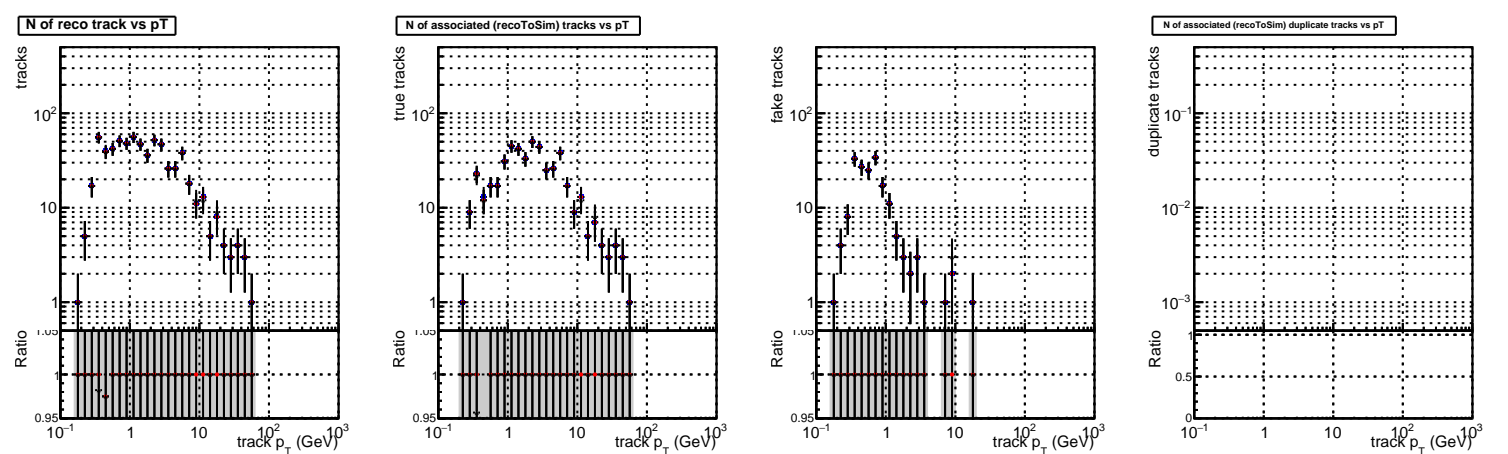 N of reco track vs pT
tracks
10²
10
1
Ratio
1.05
1
0.95
10⁻¹ 1 10 10² 10³
track p_T (GeV)
N of associated (recoToSim) tracks vs pT
true tracks
10²
10
1
Ratio
1.05
1
0.95
10⁻¹ 1 10 10² 10³
track p_T (GeV)
fake tracks
10²
10
1
Ratio
1.05
1
0.95
10⁻¹ 1 10 10² 10³
track p_T (GeV)
N of associated (recoToSim) duplicate tracks vs pT
duplicate tracks
10⁻¹
10⁻²
10⁻³
Ratio
1
0.5
0
10⁻¹ 1 10 10² 10³
track p_T (GeV)